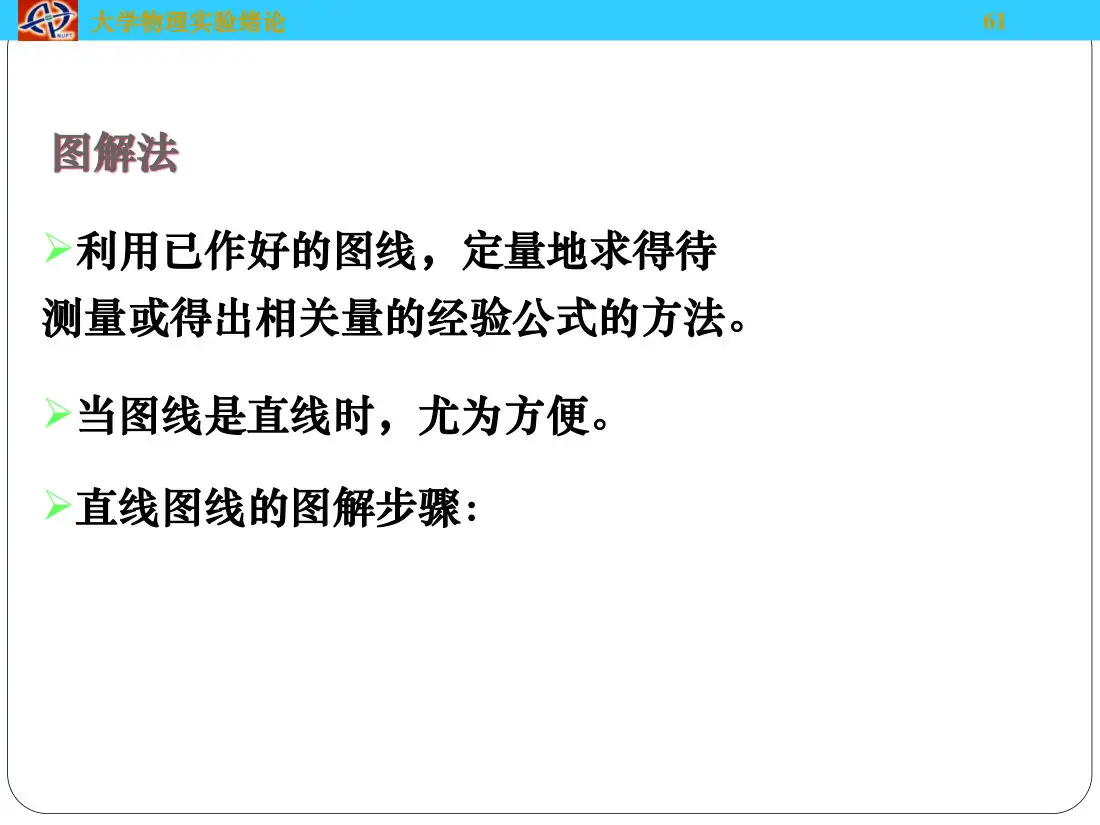 大学物理实验绪论
61
NUPT
图解法
利用已作好的图线，定量地求得待
测量或得出相关量的经验公式的方法。
当图线是直线时，尤为方便。
直线图线的图解步骤：